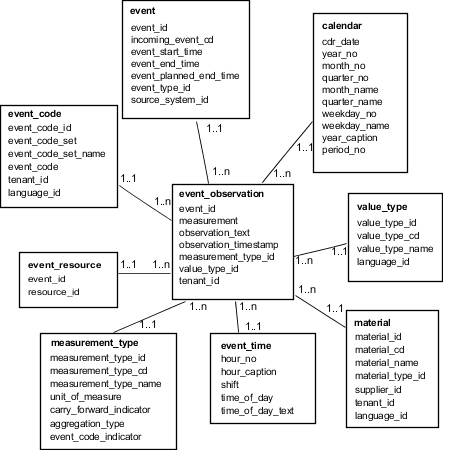 event
event_id
incoming_event_cd
event_start_time
event_end_time
event_planned_end_time
event_type_id
source_system_id
calendar
cdr_date
year_no
month_no
quarter_no
month_name
quarter_name
weekday_no
weekday_name
year_caption
period_no
event_code
event_code_id
event_code_set
event_code_set_name
event_code
tenant_id
language_id
1..1
1..1
1..1
1..n
1..n
1..n
event_observation
event_id
measurement
observation_text
observation_timestamp
measurement_type_id
value_type_id
tenant_id
value_type
value_type_id
value_type_cd
value_type_name
language_id
1..1
1..n
event_resource
event_id
resource_id
1..1
1..n
1..n
1..n
1..n
1..1
1..1
1..1
measurement_type
measurement_type_id
measurement_type_cd
measurement_type_name
unit_of_measure
carry_forward_indicator
aggregation_type
event_code_indicator
event_time
hour_no
hour_caption
shift
time_of_day
time_of_day_text
material
material_id
material_cd
material_name
material_type_id
supplier_id
tenant_id
language_id